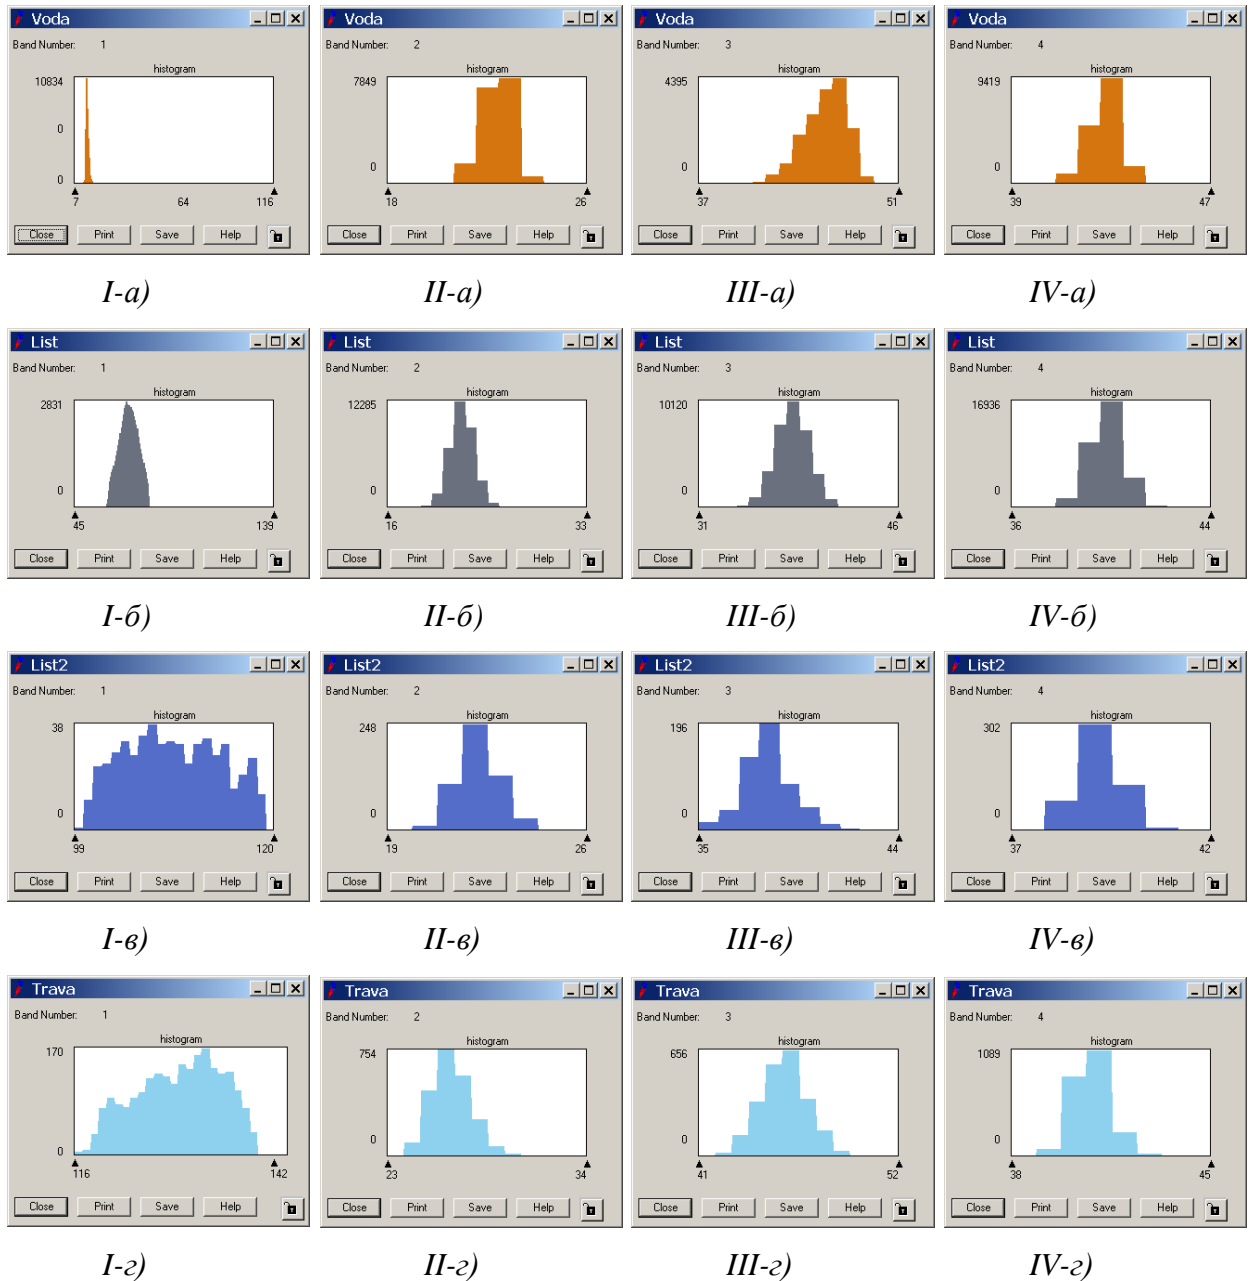 Voda Voda Voda Voda
Band Number: 1 Band Number: 2 Band Number: 3 Band Number: 4
histogram histogram histogram histogram
10834 7849 4395 9419
0
0 0 0 0
7 64 116 18 26 37 51 39 47
Close Print Save Help Close Print Save Help Close Print Save Help Close Print Save Help
I-а) II-а) III-а) IV-а)
List List List List
Band Number: 1 Band Number: 2 Band Number: 3 Band Number: 4
histogram histogram histogram histogram
2831 12285 10120 16936
0 0 0 0
45 139 16 33 31 46 36 44
Close Print Save Help Close Print Save Help Close Print Save Help Close Print Save Help
I-б) II-б) III-б) IV-б)
List2 List2 List2 List2
Band Number: 1 Band Number: 2 Band Number: 3 Band Number: 4
histogram histogram histogram histogram
38 248 196 302
0 0 0 0
99 120 19 26 35 44 37 42
Close Print Save Help Close Print Save Help Close Print Save Help Close Print Save Help
I-в) II-в) III-в) IV-в)
Trava Trava Trava Trava
Band Number: 1 Band Number: 2 Band Number: 3 Band Number: 4
histogram histogram histogram histogram
170 754 656 1089
0 0 0 0
116 142 23 34 41 52 38 45
Close Print Save Help Close Print Save Help Close Print Save Help Close Print Save Help
I-г) II-г) III-г) IV-г)